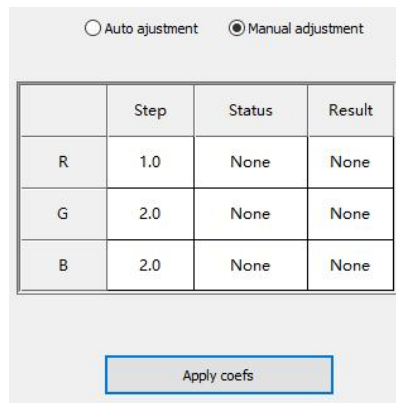 Auto ajustment Manual adjustment
Step Status Result
R 1.0 None None
G 2.0 None None
B 2.0 None None
Apply coefs